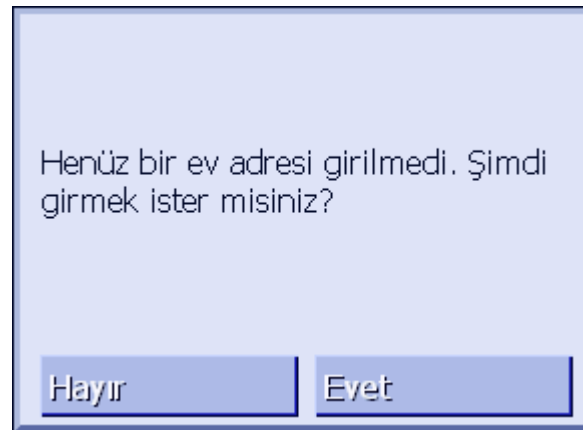 Henüz bir ev adresi girilmedi. Şimdi
girmek ister misiniz?
Hayır
Evet